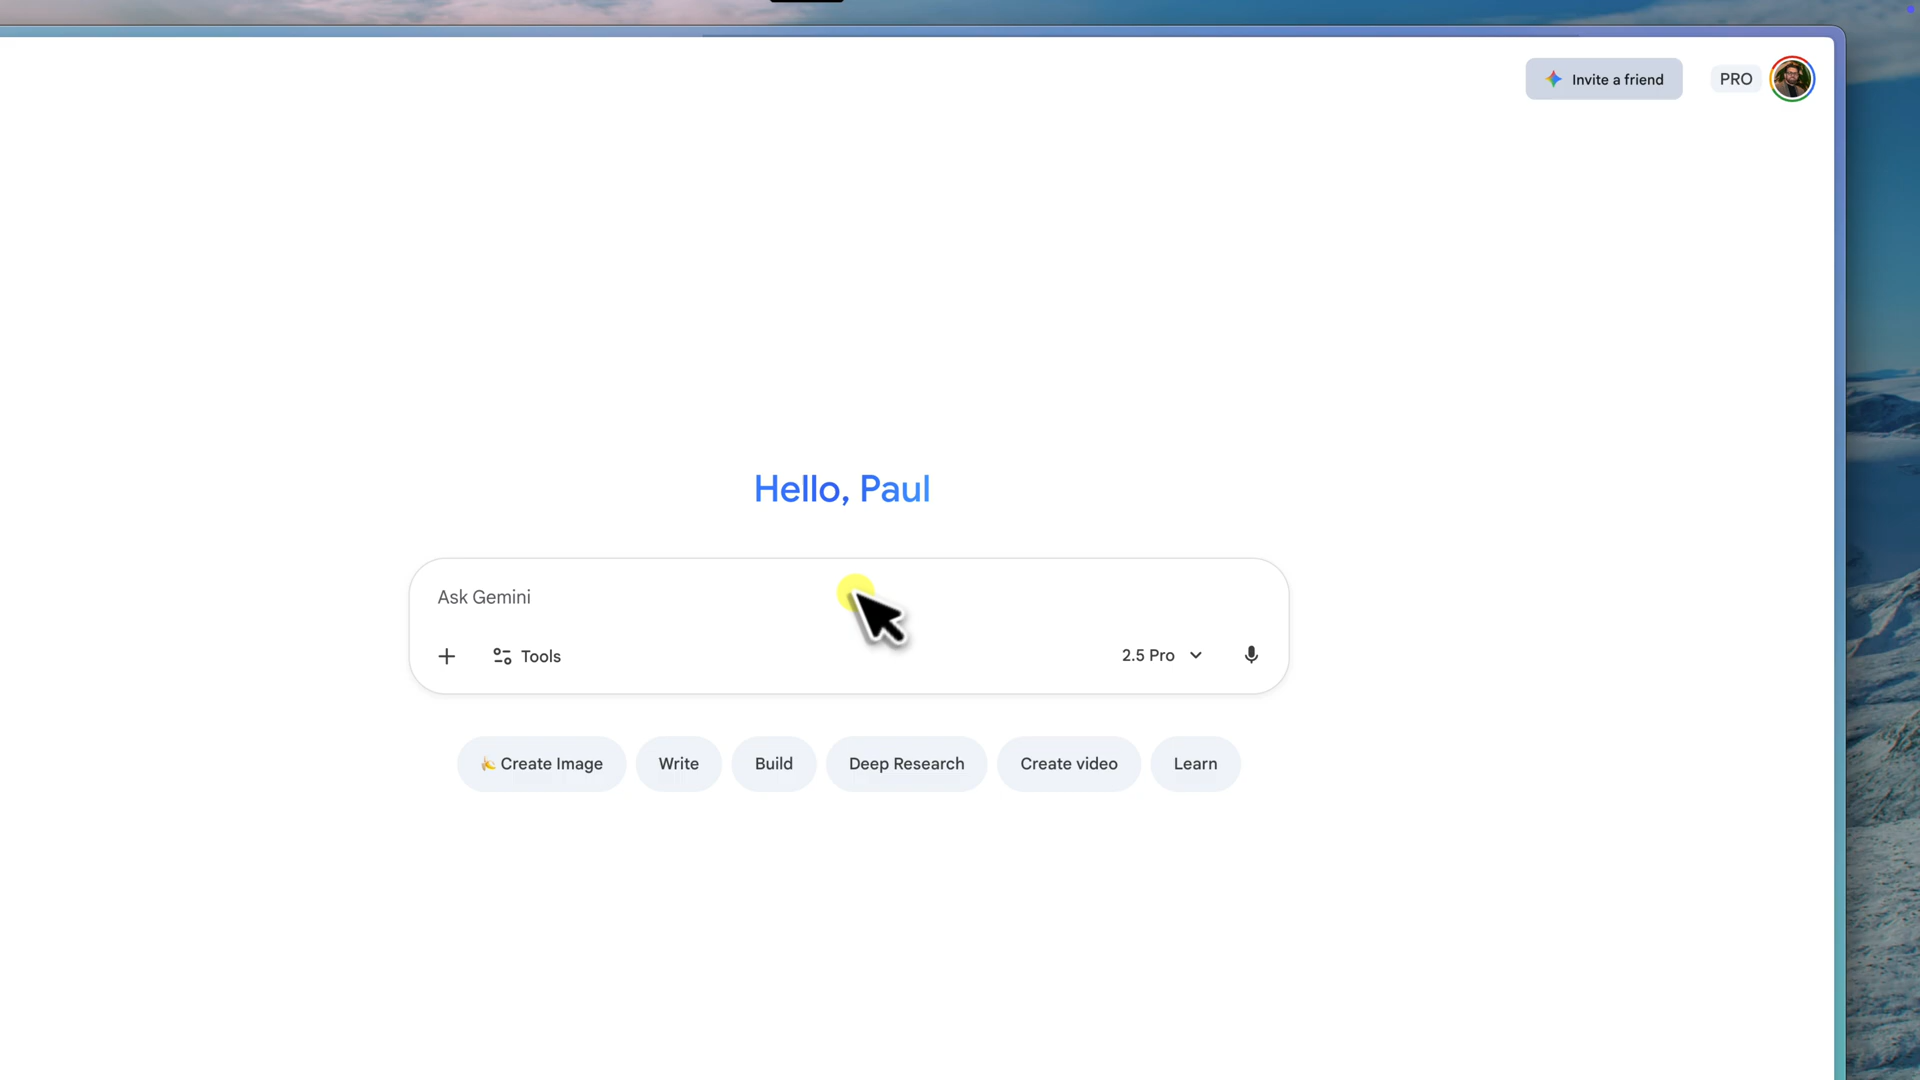 Invite a friend
PRO
Hello, Paul
Ask Gemini
Tools
2.5 Pro
Create Image
Write
Build
Deep Research
Create video
Learn